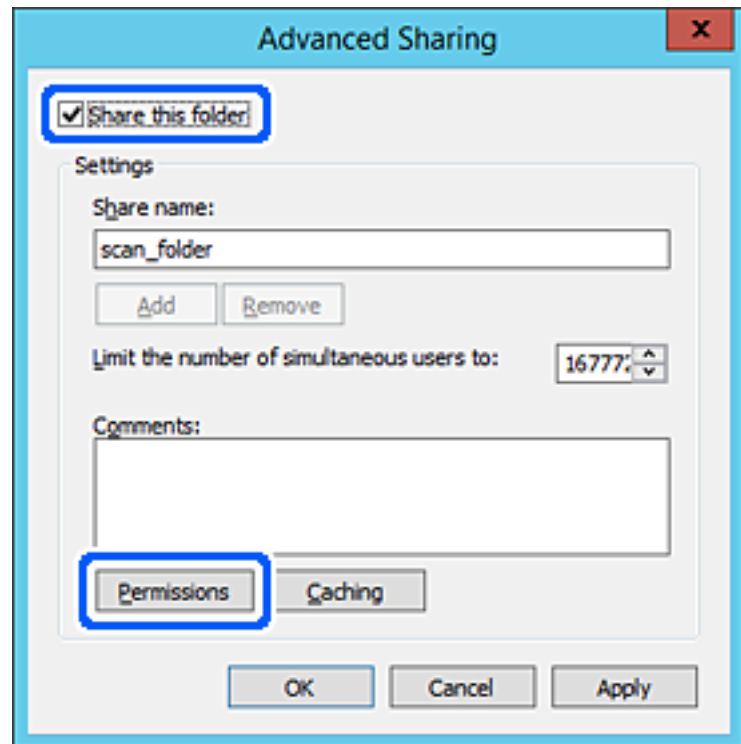 Advanced Sharing
x
Share this folder
Settings
Share name:
scan_folder
Add Remove
Limit the number of simultaneous users to:
Comments:
Permissions Caching
OK Cancel Apply